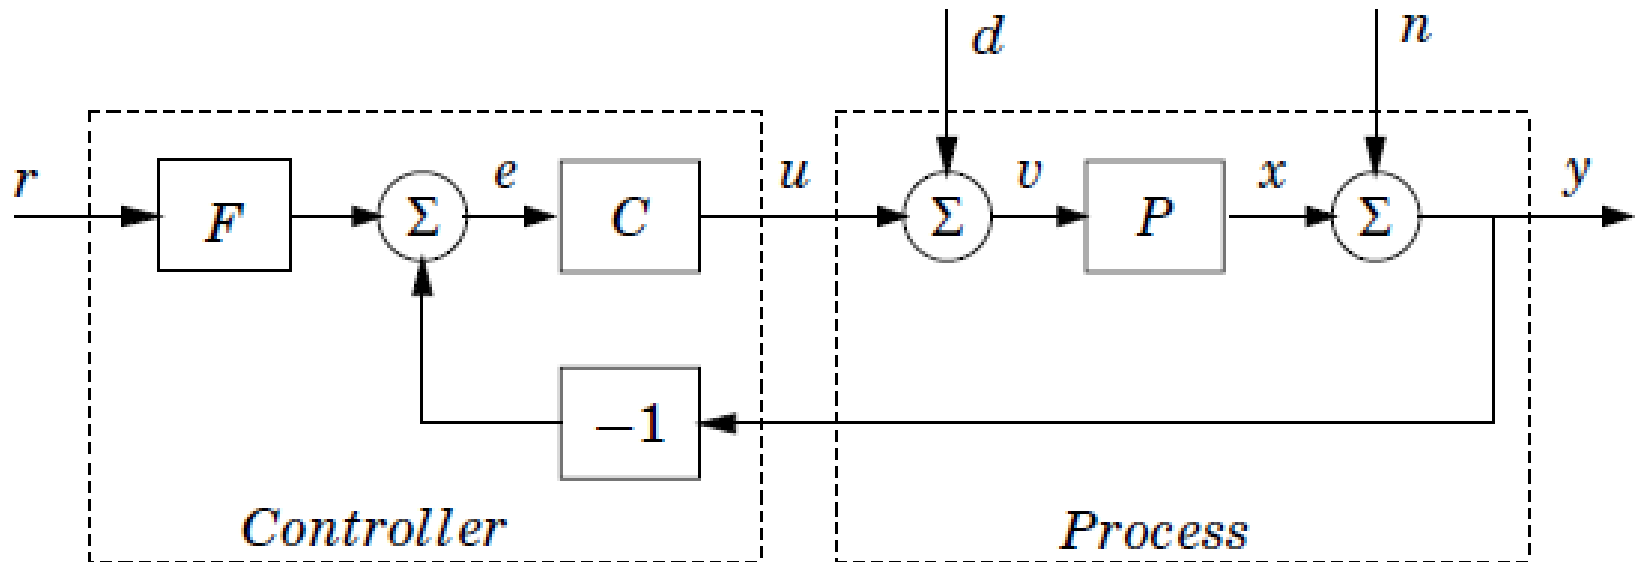 d n
r F Σ e C u Σ v P x Σ y
−1
Controller Process